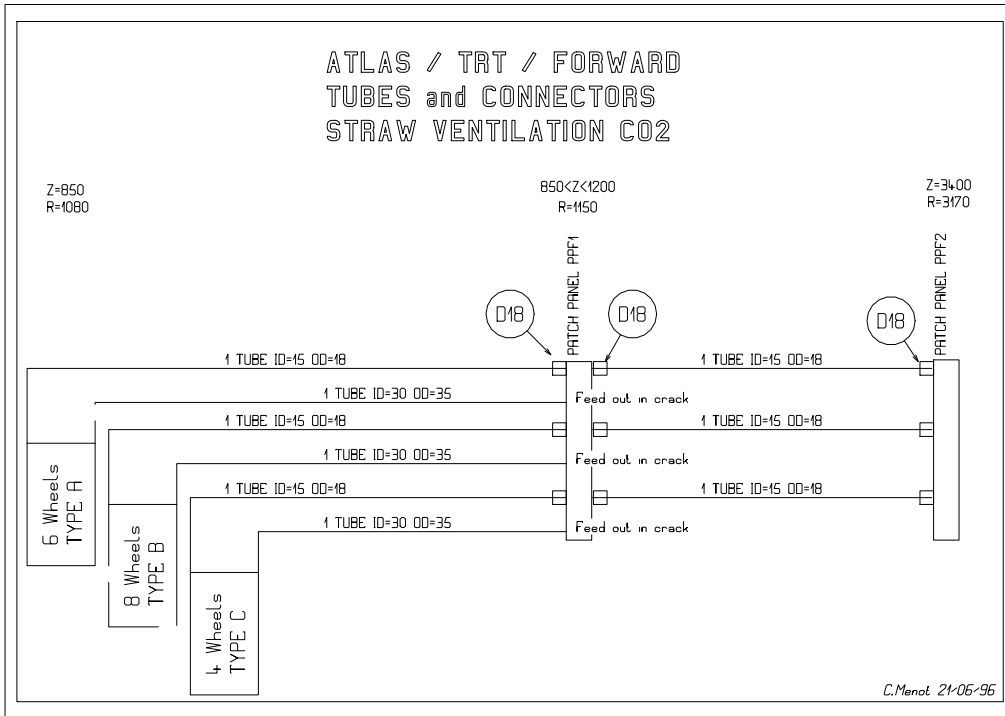 ATLAS / TRT / FORWARD
TUBES and CONNECTORS
STRAW VENTILATION CO2
Z=850
R=1080
850<Z<1200
R=1150
Z=3400
R=3170
PATCH PANEL PPF1
PATCH PANEL PPF2
D18
D18
D18
1 TUBE ID=15 OD=18
1 TUBE ID=15 OD=18
1 TUBE ID=30 OD=35
Feed out in crack
1 TUBE ID=15 OD=18
1 TUBE ID=15 OD=18
1 TUBE ID=30 OD=35
Feed out in crack
1 TUBE ID=15 OD=18
1 TUBE ID=15 OD=18
1 TUBE ID=30 OD=35
Feed out in crack
6 Wheels
TYPE A
8 Wheels
TYPE B
4 Wheels
TYPE C
C.Menot 21/06/96